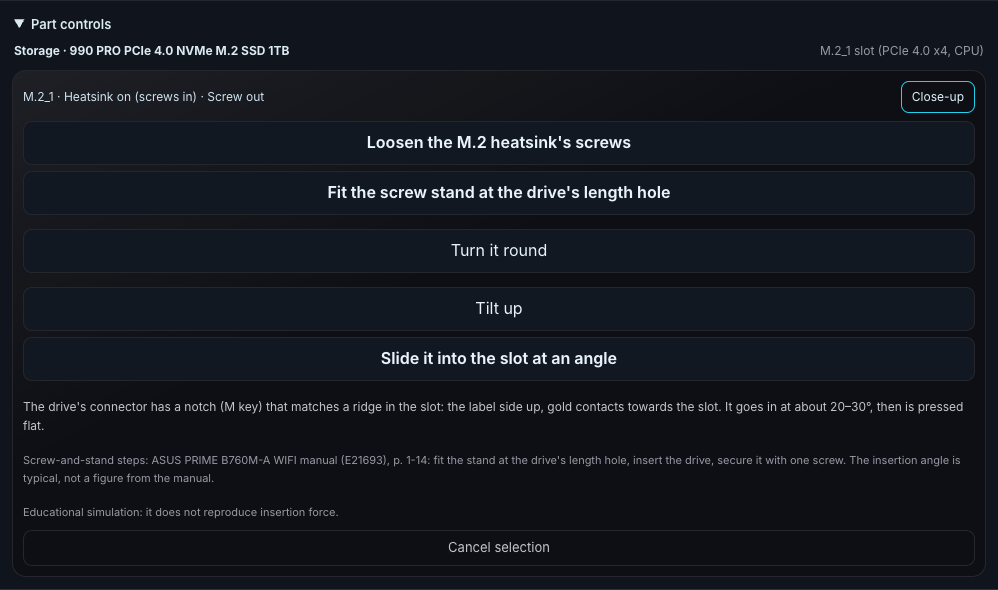 ▼ Part controls
Storage · 990 PRO PCIe 4.0 NVMe M.2 SSD 1TB
M.2_1 slot (PCIe 4.0 x4, CPU)
M.2_1 · Heatsink on (screws in) · Screw out
Close-up
Loosen the M.2 heatsink's screws
Fit the screw stand at the drive's length hole
Turn it round
Tilt up
Slide it into the slot at an angle
The drive's connector has a notch (M key) that matches a ridge in the slot: the label side up, gold contacts towards the slot. It goes in at about 20–30°, then is pressed
flat.
Screw-and-stand steps: ASUS PRIME B760M-A WIFI manual (E21693), p. 1-14: fit the stand at the drive's length hole, insert the drive, secure it with one screw. The insertion angle is
typical, not a figure from the manual.
Educational simulation: it does not reproduce insertion force.
Cancel selection